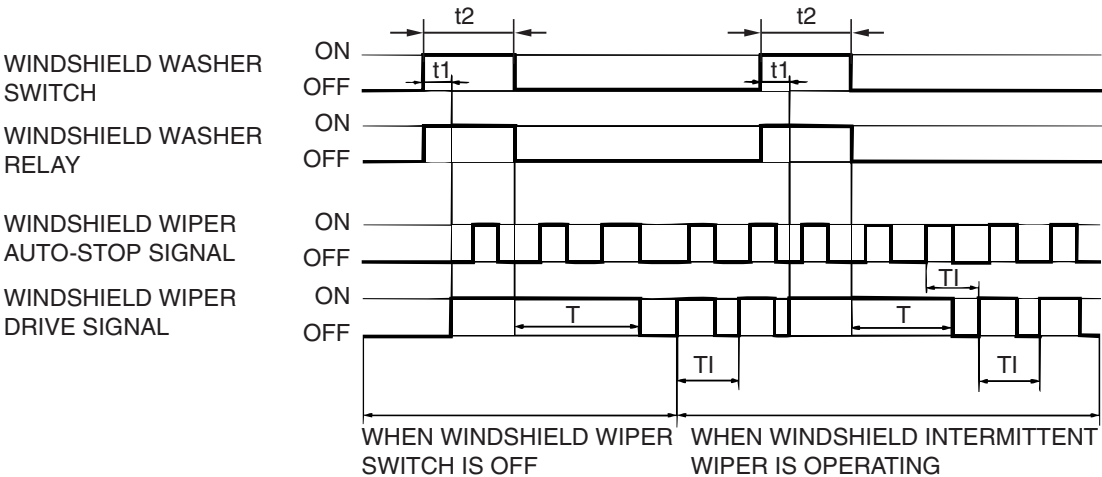 t2
t2
WINDSHIELD WASHER
SWITCH
ON
OFF
t1
t1
WINDSHIELD WASHER
RELAY
ON
OFF
WINDSHIELD WIPER
AUTO-STOP SIGNAL
ON
OFF
WINDSHIELD WIPER
DRIVE SIGNAL
ON
OFF
TI
T
T
TI
TI
WHEN WINDSHIELD WIPER
SWITCH IS OFF
WHEN WINDSHIELD INTERMITTENT
WIPER IS OPERATING